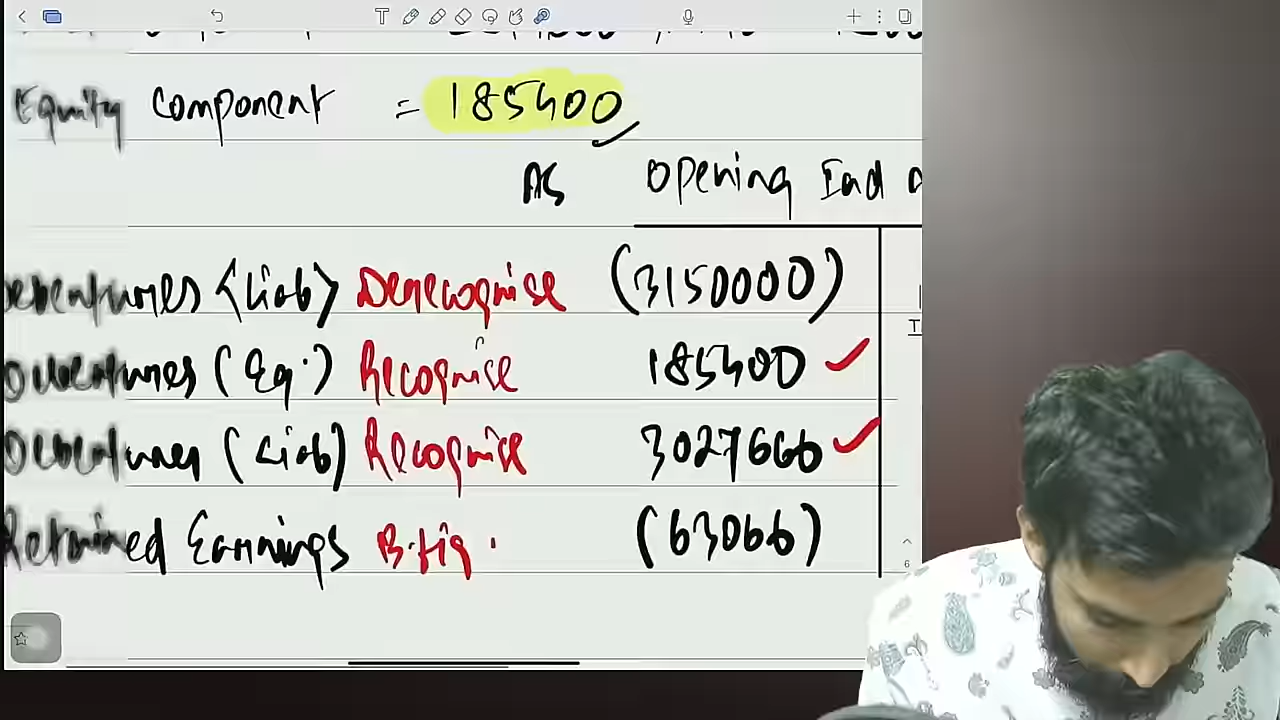 Equity component = 185400
AS Opening Ind
Debentures (Liab) Derecognise (3150000)
Debentures (Eq.) Recognise 185400
Debentures (Liab) Recognise 3027666
Retained Earnings B.fig. (63066)